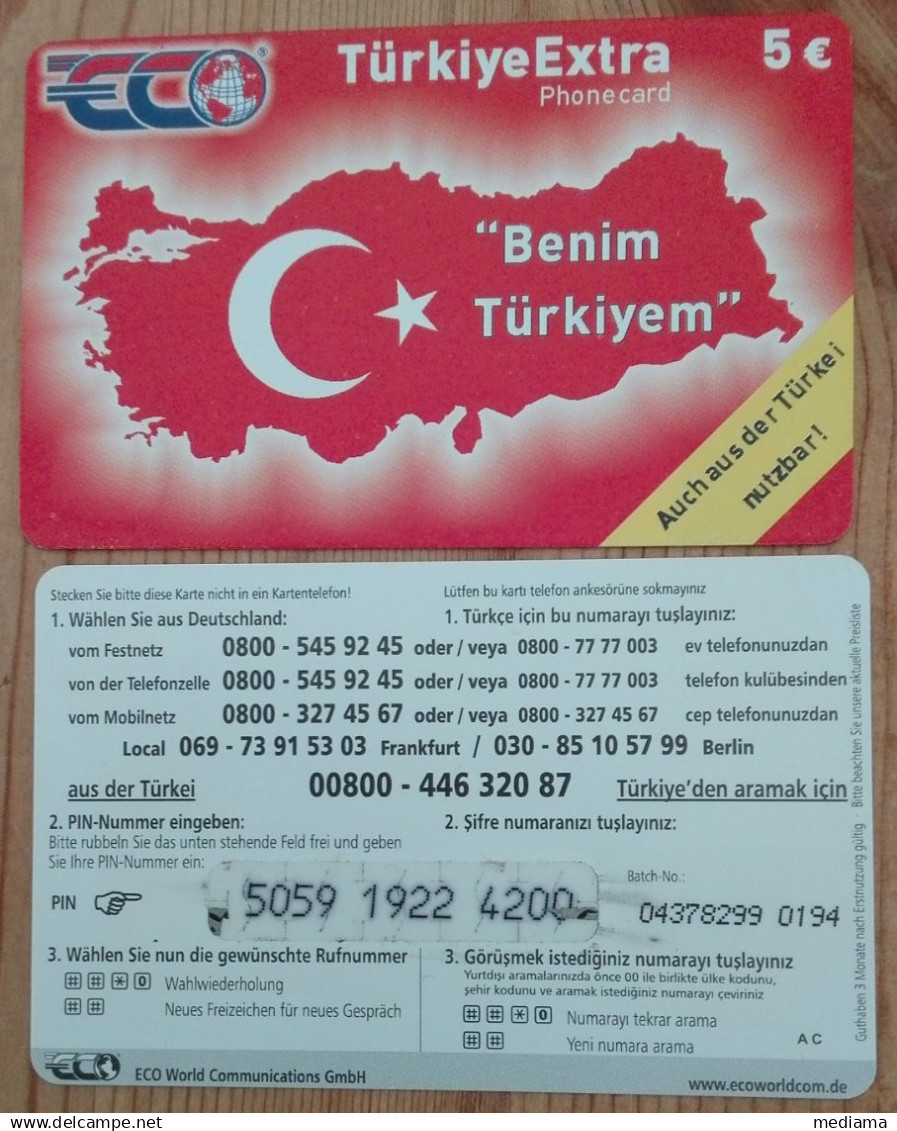 ECO®
TürkiyeExtra
Phonecard
5 €
"Benim
Türkiyem"
Auch aus der Türkei
nutzbar!
Stecken Sie bitte diese Karte nicht in ein Kartentelefon!
Lütfen bu kartı telefon ankesörüne sokmayınız
1. Wählen Sie aus Deutschland:
1. Türkçe için bu numarayı tuşlayınız:
vom Festnetz 0800 - 545 92 45 oder / veya 0800 - 77 77 003 ev telefonunuzdan
von der Telefonzelle 0800 - 545 92 45 oder / veya 0800 - 77 77 003 telefon kulübesinden
vom Mobilnetz 0800 - 327 45 67 oder / veya 0800 - 327 45 67 cep telefonunuzdan
Local 069 - 73 91 53 03 Frankfurt / 030 - 85 10 57 99 Berlin
aus der Türkei 00800 - 446 320 87 Türkiye'den aramak için
2. PIN-Nummer eingeben:
Bitte rubbeln Sie das unten stehende Feld frei und geben
Sie Ihre PIN-Nummer ein:
2. Şifre numaranızı tuşlayınız:
PIN
5059 1922 4200
Batch-No.:
04378299 0194
3. Wählen Sie nun die gewünschte Rufnummer
# # * 0 Wahlwiederholung
# # Neues Freizeichen für neues Gespräch
3. Görüşmek istediğiniz numarayı tuşlayınız
Yurtdışı aramalarınızda önce 00 ile birlikte ülke kodunu,
şehir kodunu ve aramak istediğiniz numarayı çeviriniz
# # * 0 Numarayı tekrar arama
# # Yeni numara arama
A C
Guthaben 3 Monate nach Erstnutzung gültig · Bitte beachten Sie unsere aktuelle Preisliste
ECO ECO World Communications GmbH
www.ecoworldcom.de
mediama